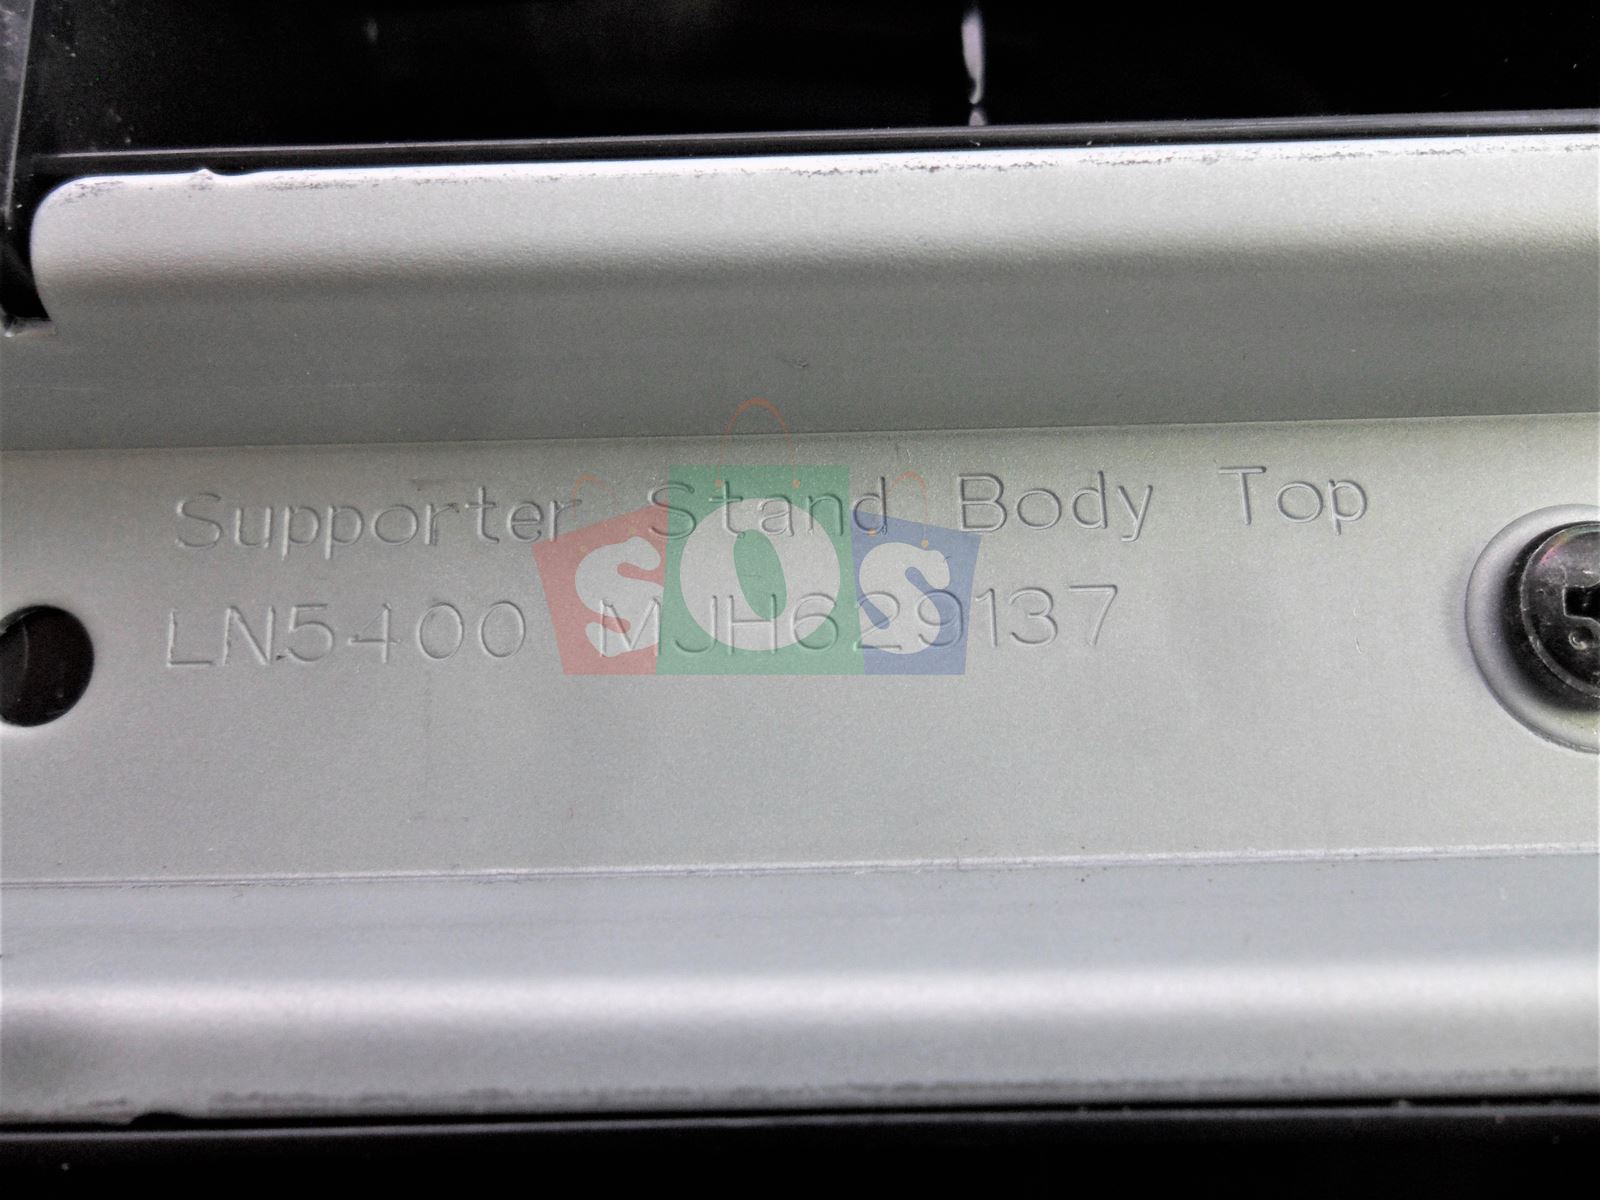 Supporter Stand Body Top
LN5400 MJH629137
SOS